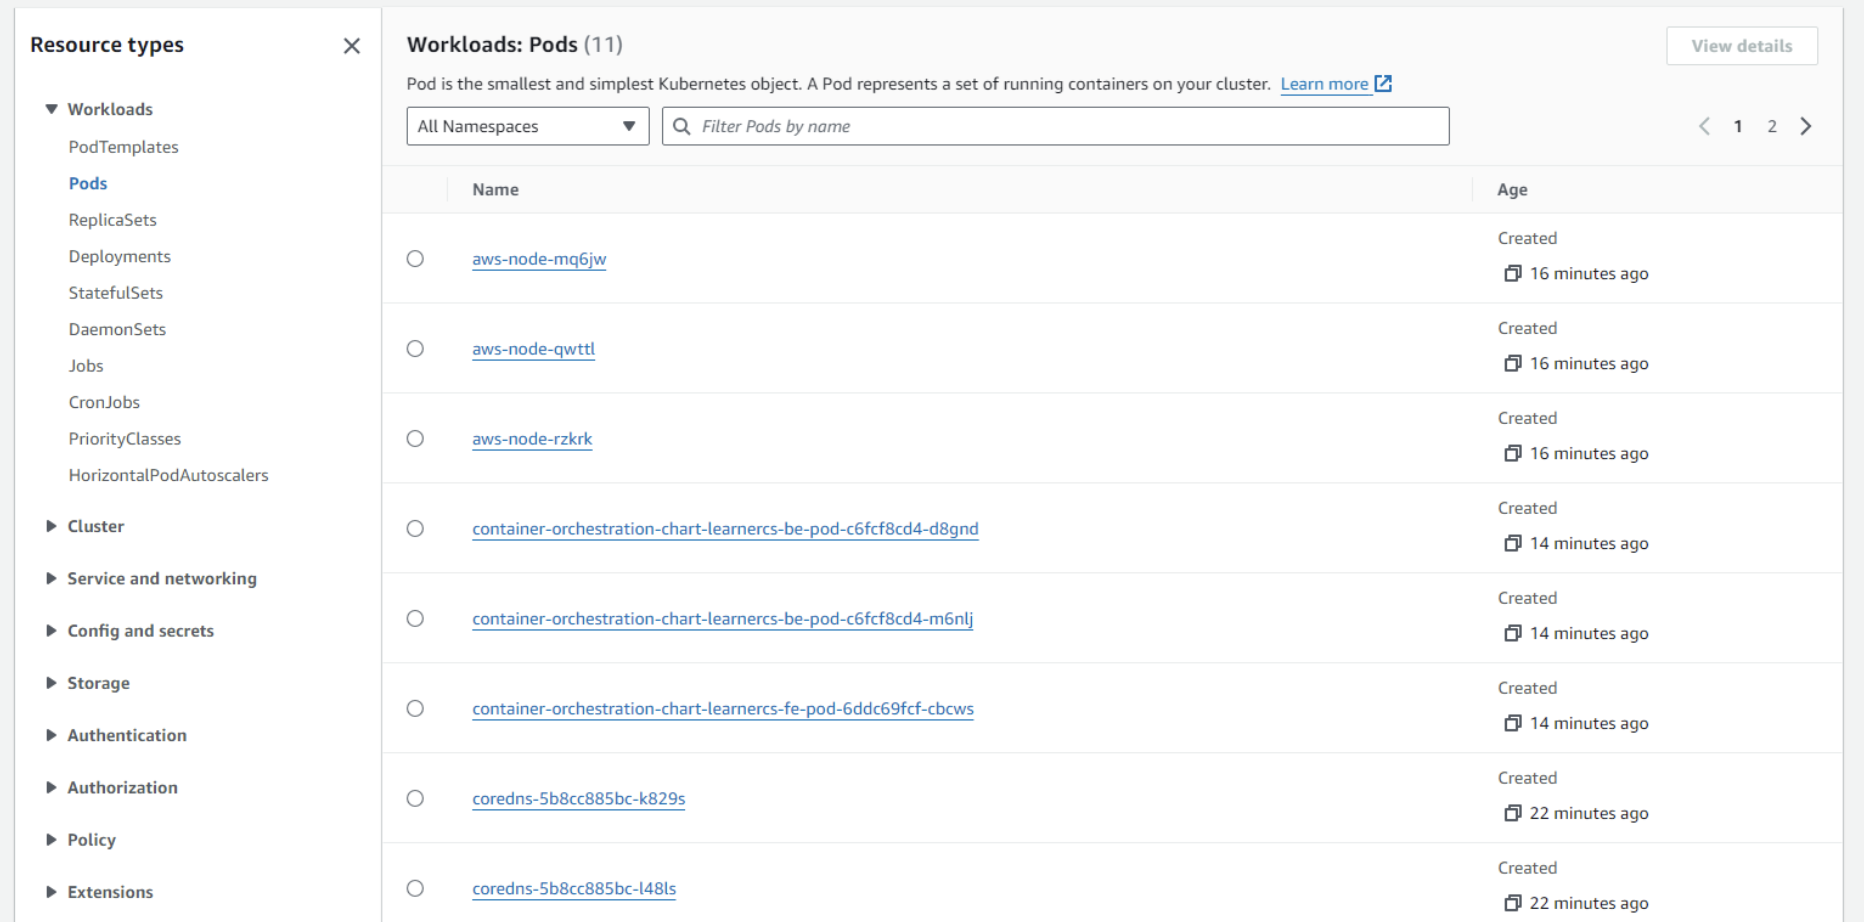 Resource types
Workloads
PodTemplates
Pods
ReplicaSets
Deployments
StatefulSets
DaemonSets
Jobs
CronJobs
PriorityClasses
HorizontalPodAutoscalers
Cluster
Service and networking
Config and secrets
Storage
Authentication
Authorization
Policy
Extensions
Workloads: Pods (11)
View details
Pod is the smallest and simplest Kubernetes object. A Pod represents a set of running containers on your cluster. Learn more
All Namespaces
Filter Pods by name
1 2
Name Age
aws-node-mq6jw
Created
16 minutes ago
aws-node-qwttl
Created
16 minutes ago
aws-node-rzkrk
Created
16 minutes ago
container-orchestration-chart-learnercs-be-pod-c6fcf8cd4-d8gnd
Created
14 minutes ago
container-orchestration-chart-learnercs-be-pod-c6fcf8cd4-m6nlj
Created
14 minutes ago
container-orchestration-chart-learnercs-fe-pod-6ddc69fcf-cbcws
Created
14 minutes ago
coredns-5b8cc885bc-k829s
Created
22 minutes ago
coredns-5b8cc885bc-l48ls
Created
22 minutes ago